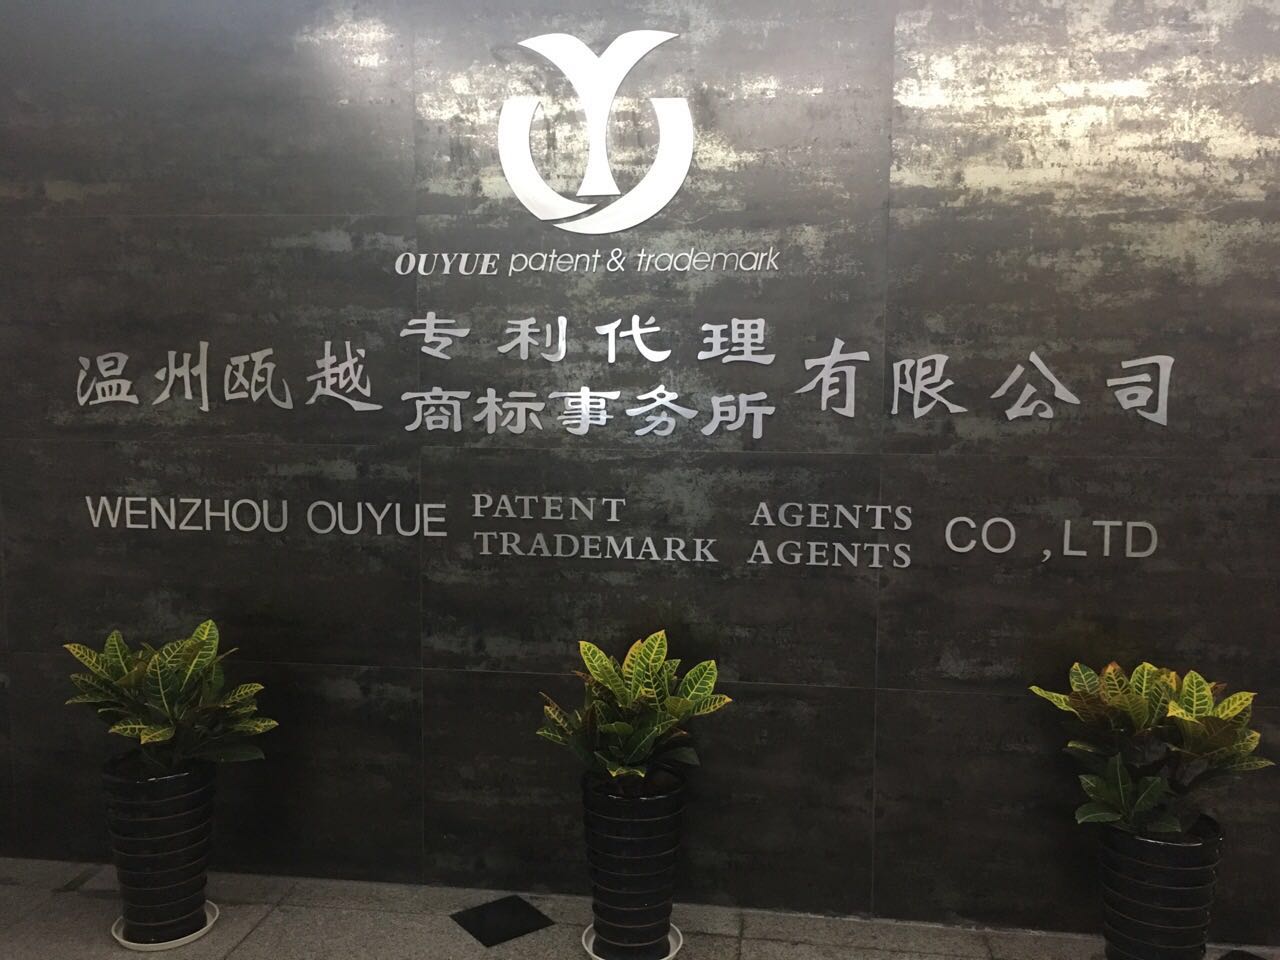 OUYUE patent & trademark
温州瓯越 专利代理 有限公司
商标事务所
WENZHOU OUYUE PATENT AGENTS CO ,LTD
TRADEMARK AGENTS